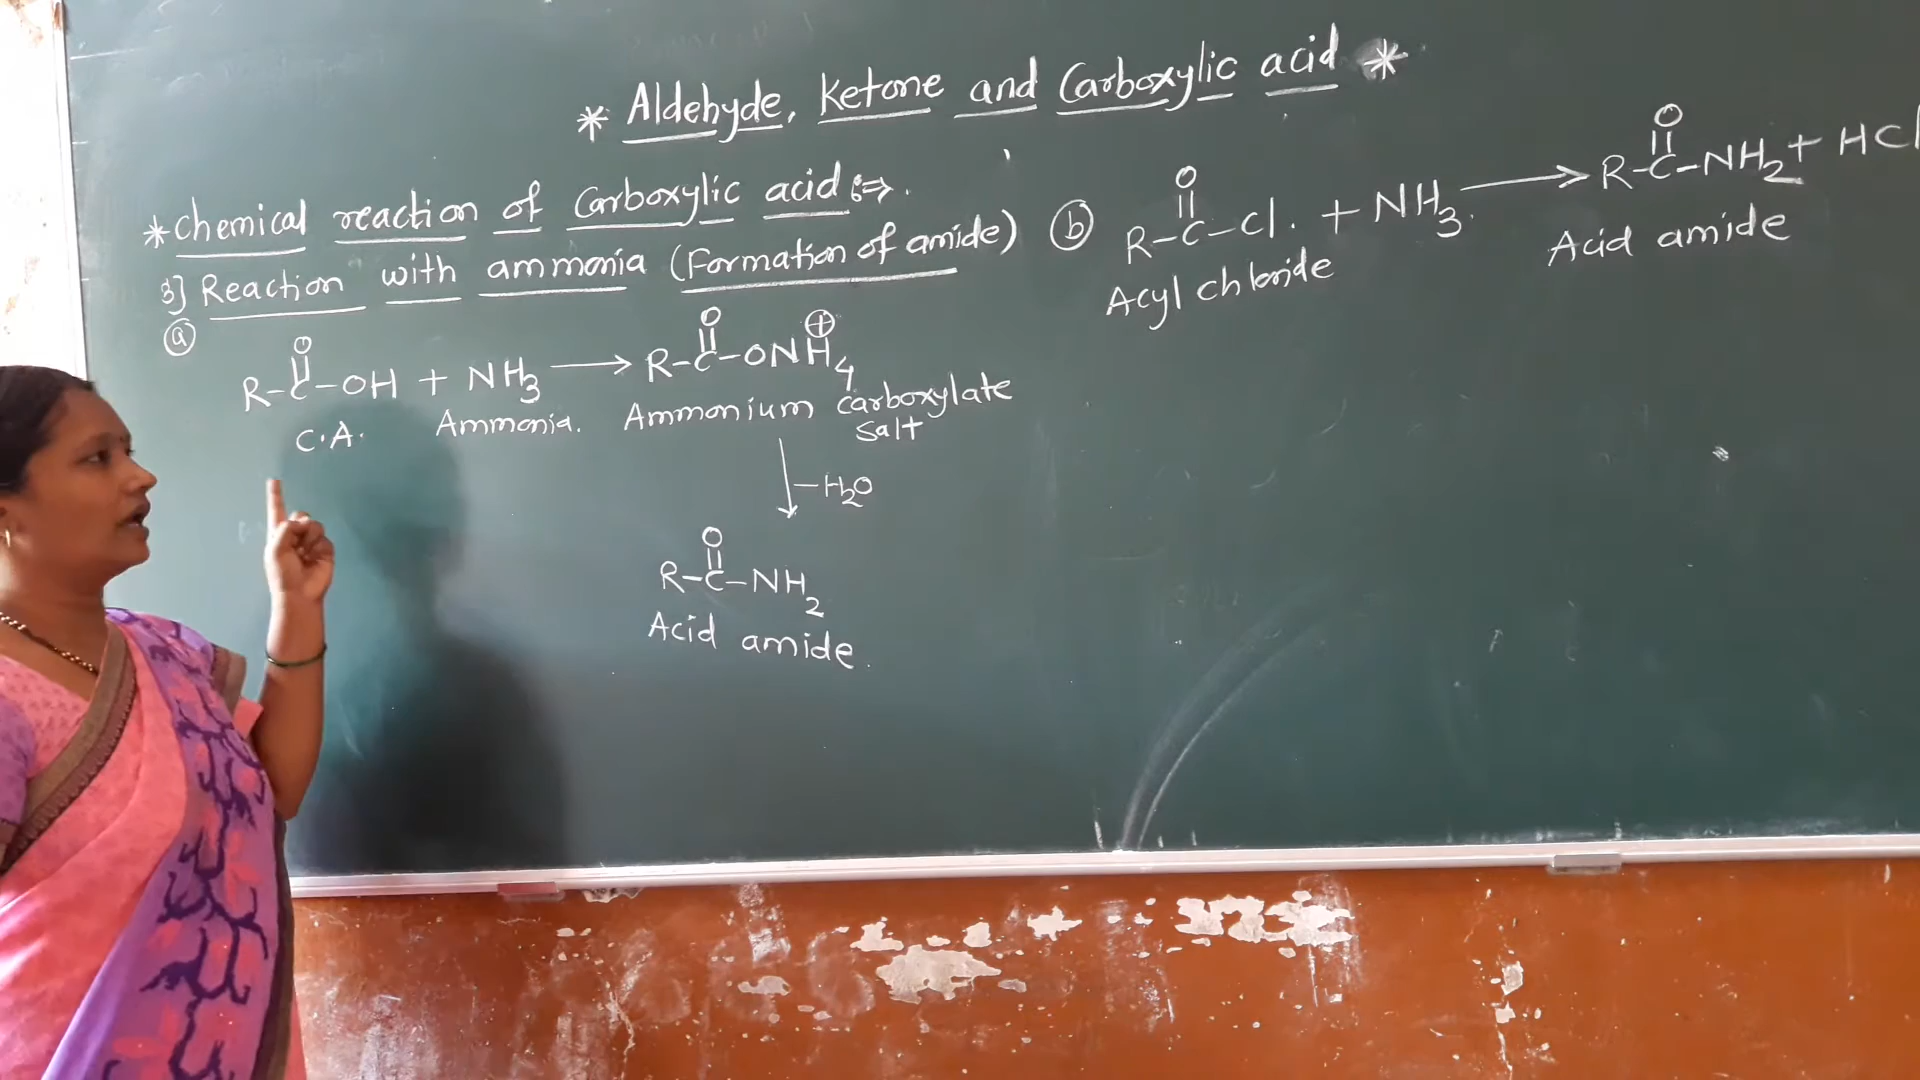 * Aldehyde, Ketone and Carboxylic acid *
* Chemical reaction of Carboxylic acid :⇒.
3] Reaction with ammonia (Formation of amide)
ⓐ
O
||
R-C-OH + NH₃ ⟶ 
O
||
R-C-ONH₄⊕
C.A. Ammonia. Ammonium carboxylate
salt
↓ -H₂O
O
||
R-C-NH₂
Acid amide.
ⓑ
O
||
R-C-Cl. + NH₃. ⟶
O
||
R-C-NH₂ + HCl
Acyl chloride Acid amide